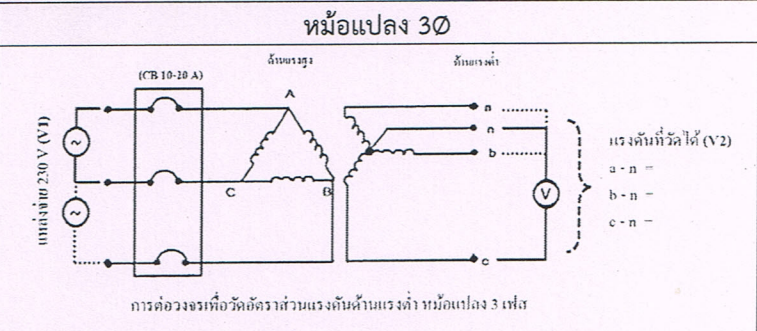 หม้อแปลง 3Ø
ด้านแรงสูง
ด้านแรงต่ำ
(CB 10-20 A)
A
a
n
b
แหล่งจ่าย 230 V (V1)
~
~
C
B
V
c
แรงดันที่วัดได้ (V2)
a - n =
b - n =
c - n =
การต่อวงจรเพื่อวัดอัตราส่วนแรงดันด้านแรงต่ำ หม้อแปลง 3 เฟส